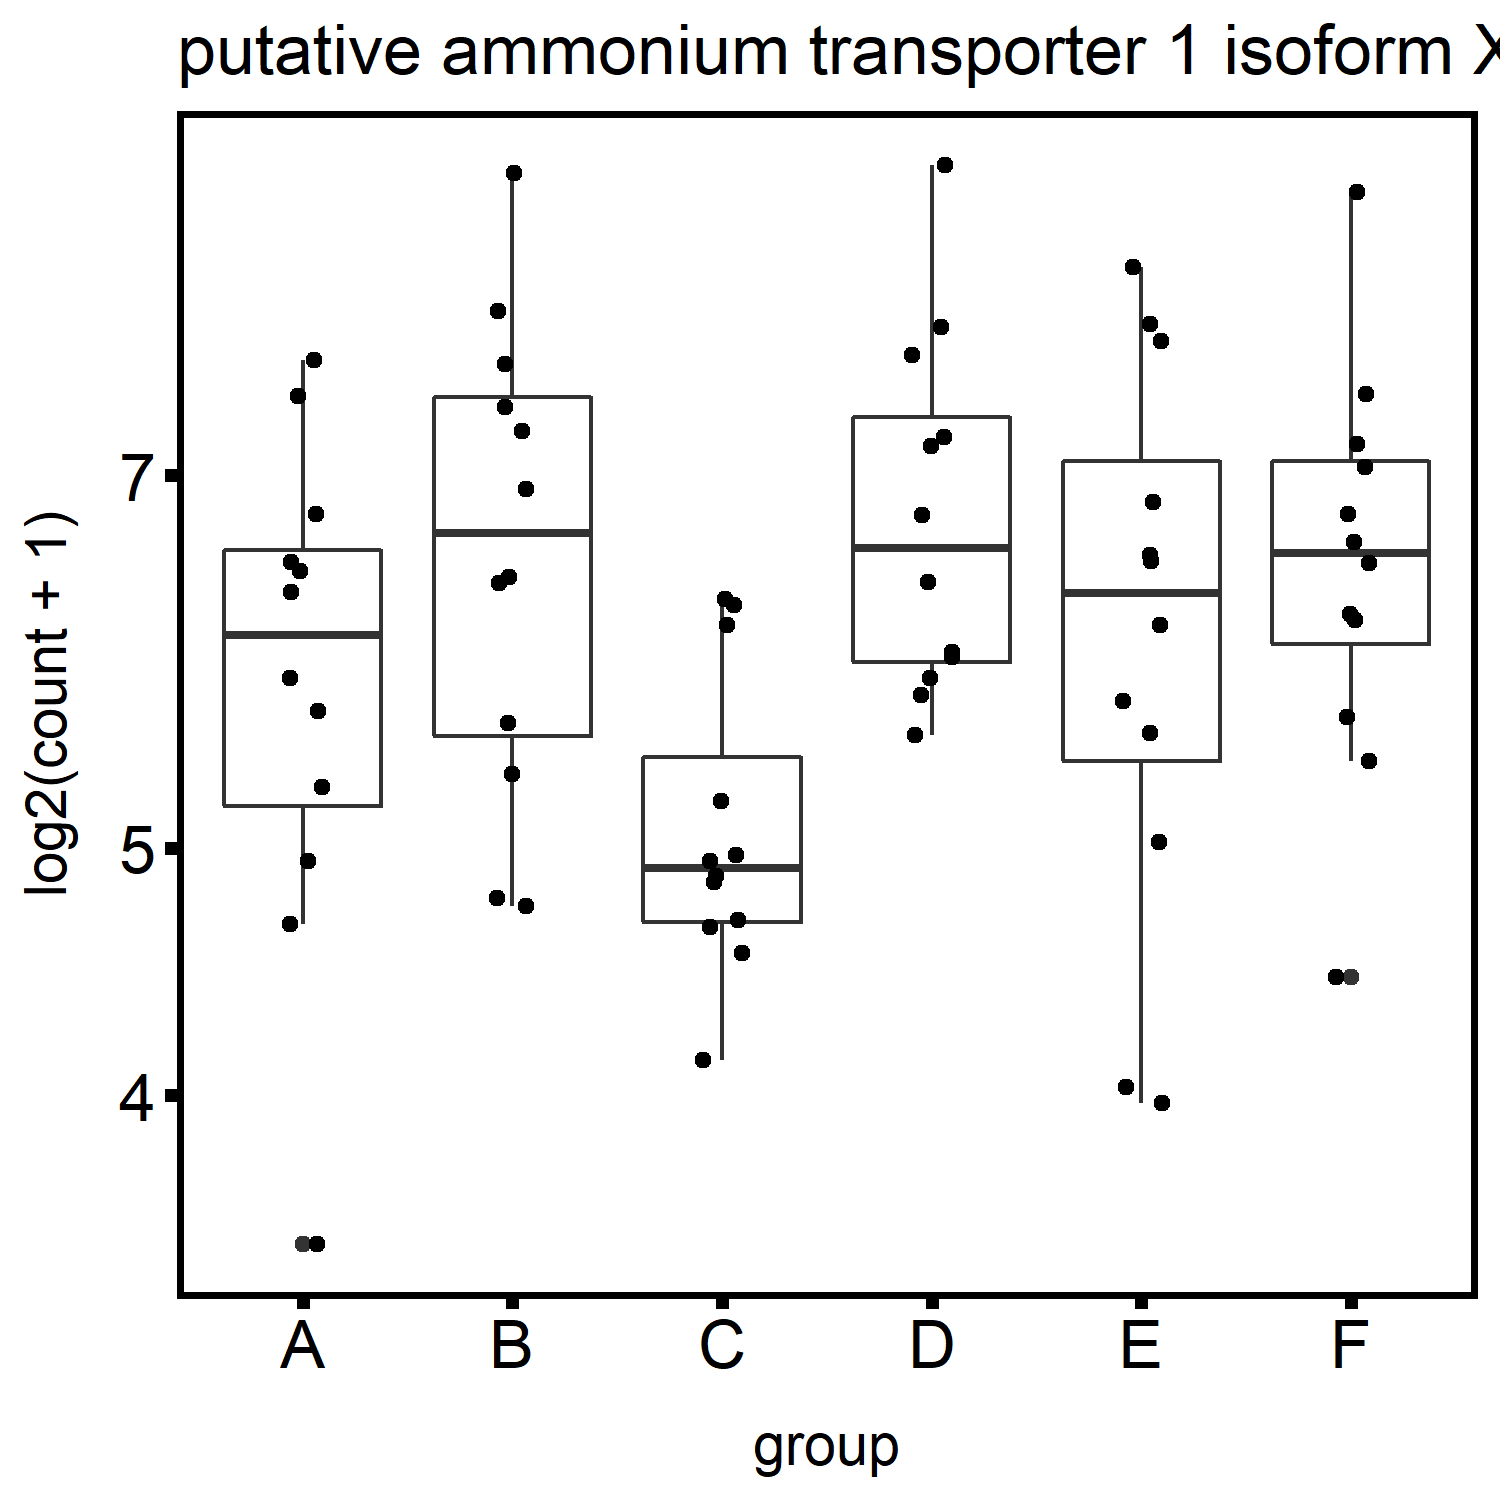 putative ammonium transporter 1 isoform X
log2(count + 1)
7
5
4
A B C D E F
group